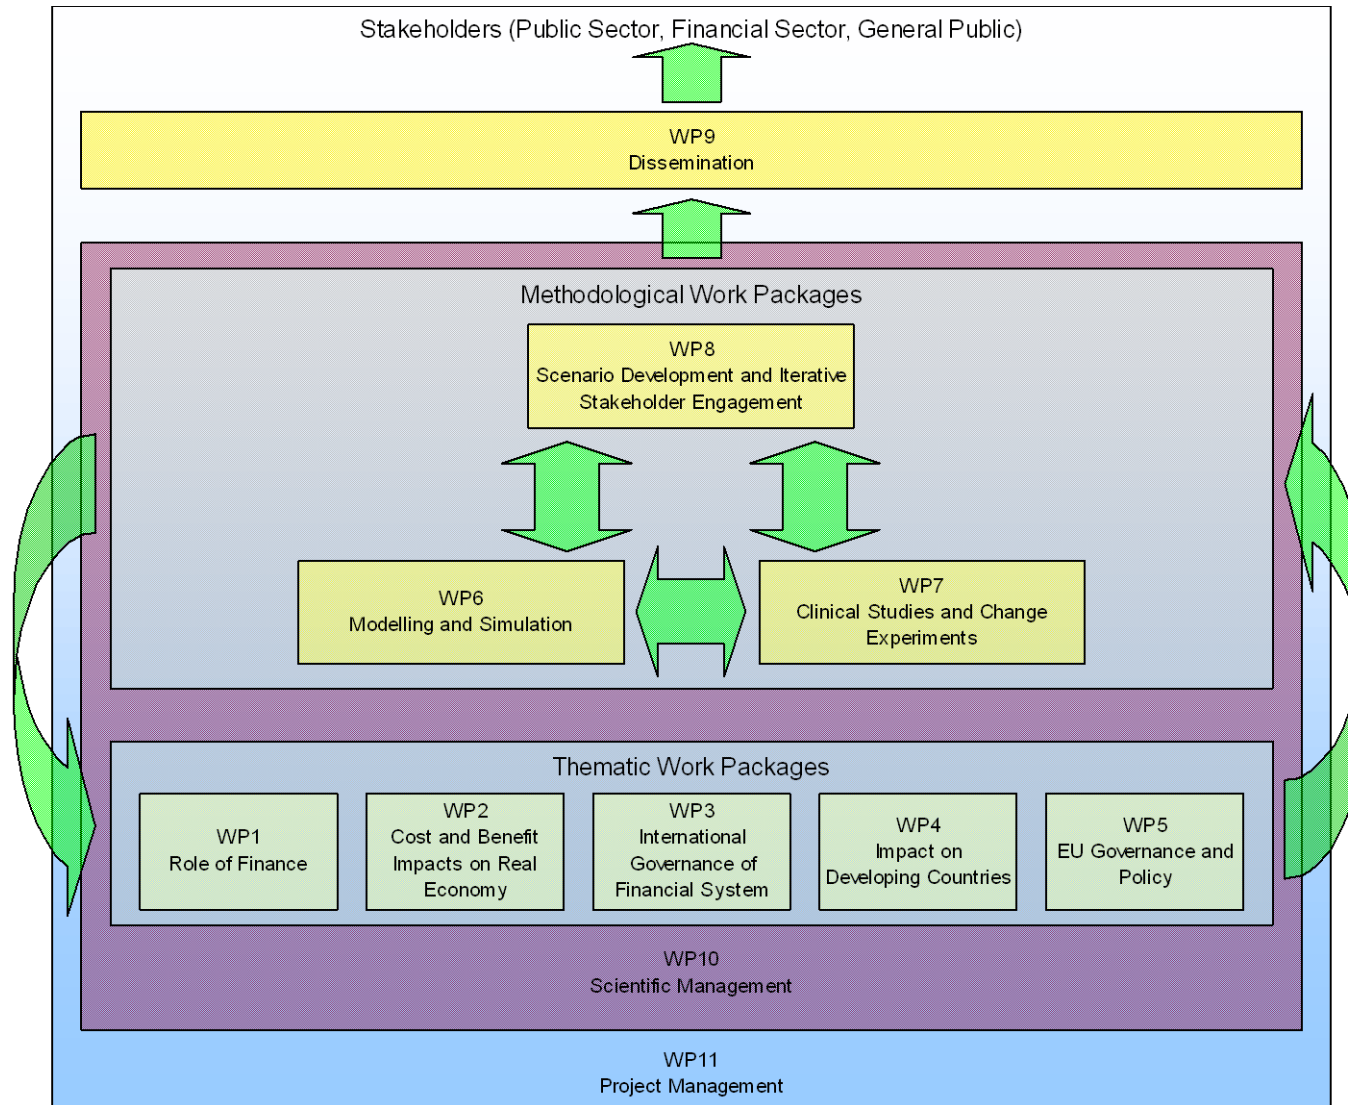 Stakeholders (Public Sector, Financial Sector, General Public)
WP9
Dissemination
Methodological Work Packages
WP8
Scenario Development and Iterative
Stakeholder Engagement
WP6
Modelling and Simulation
WP7
Clinical Studies and Change
Experiments
Thematic Work Packages
WP1
Role of Finance
WP2
Cost and Benefit
Impacts on Real
Economy
WP3
International
Governance of
Financial System
WP4
Impact on
Developing Countries
WP5
EU Governance and
Policy
WP10
Scientific Management
WP11
Project Management